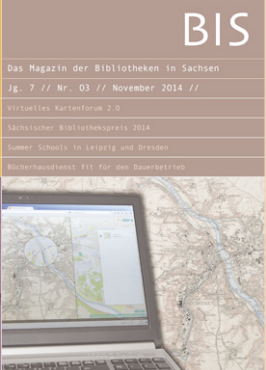 BIS
Das Magazin der Bibliotheken in Sachsen
Jg. 7 // Nr. 03 // November 2014 //
Virtuelles Kartenforum 2.0
Sächsischer Bibliothekspreis 2014
Summer Schools in Leipzig und Dresden
Bücherhausdienst fit für den Dauerbetrieb